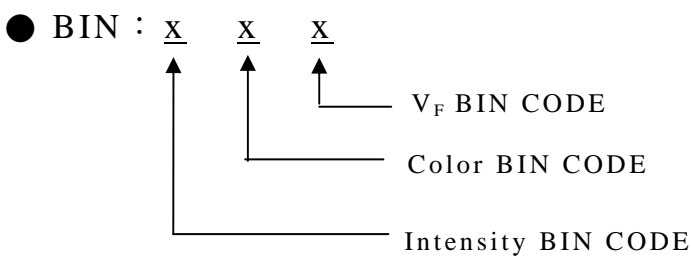 ● BIN：x x x
V_F BIN CODE
Color BIN CODE
Intensity BIN CODE